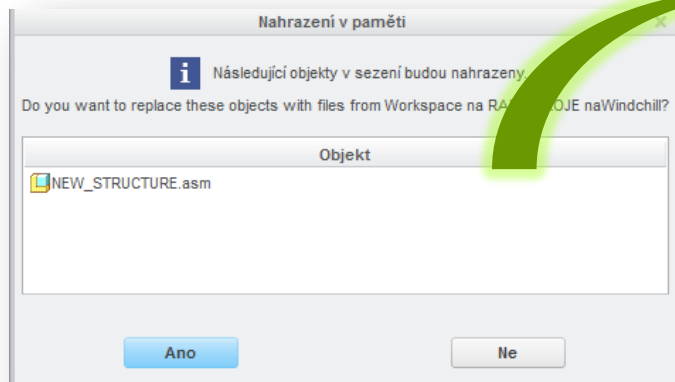 Nahrazení v paměti
Následující objekty v sezení budou nahrazeny.
Do you want to replace these objects with files from Workspace na naWindchill?
Objekt
NEW_STRUCTURE.asm
Ano
Ne